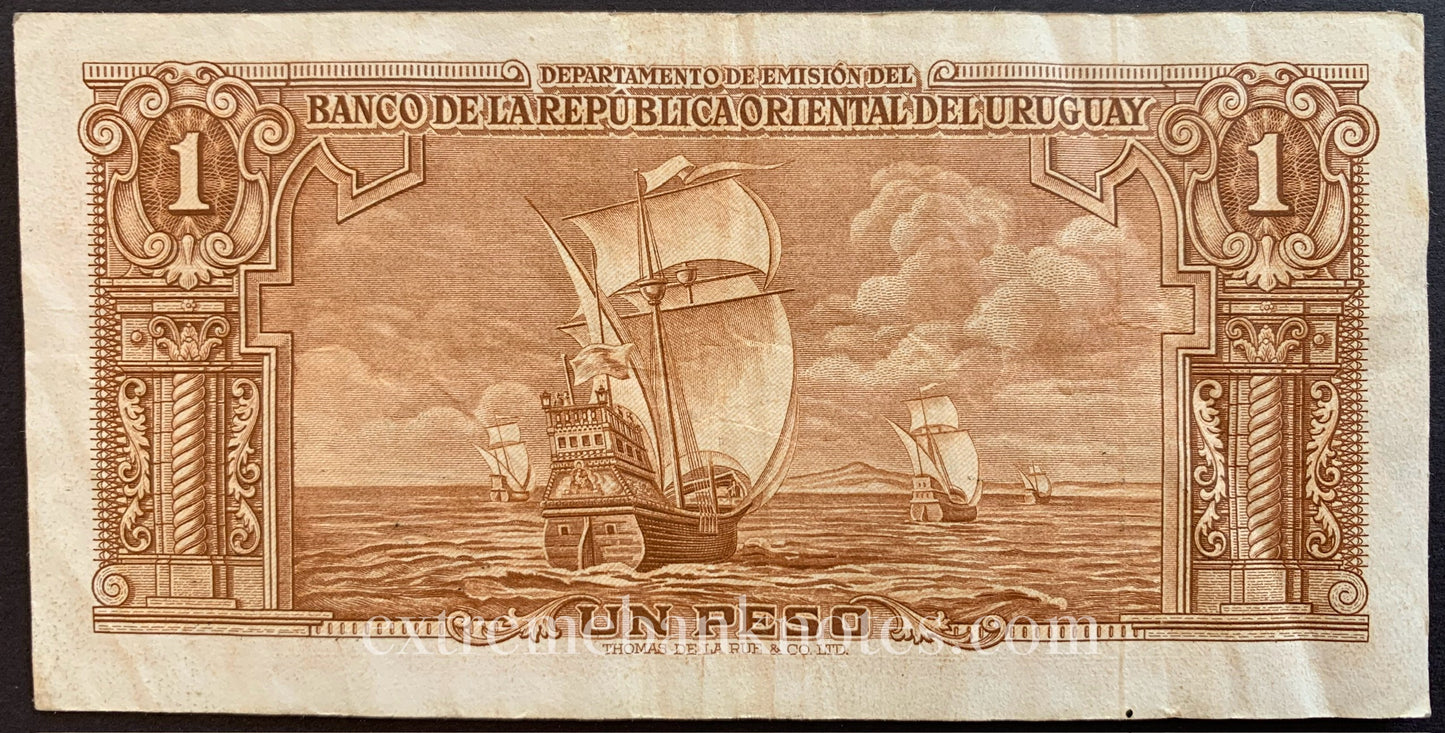 DEPARTAMENTO DE EMISIÓN DEL
BANCO DE LA REPÚBLICA ORIENTAL DEL URUGUAY
1
1
UN PESO
extremebanknotes.com
THOMAS DE LA RUE & CO. LTD.